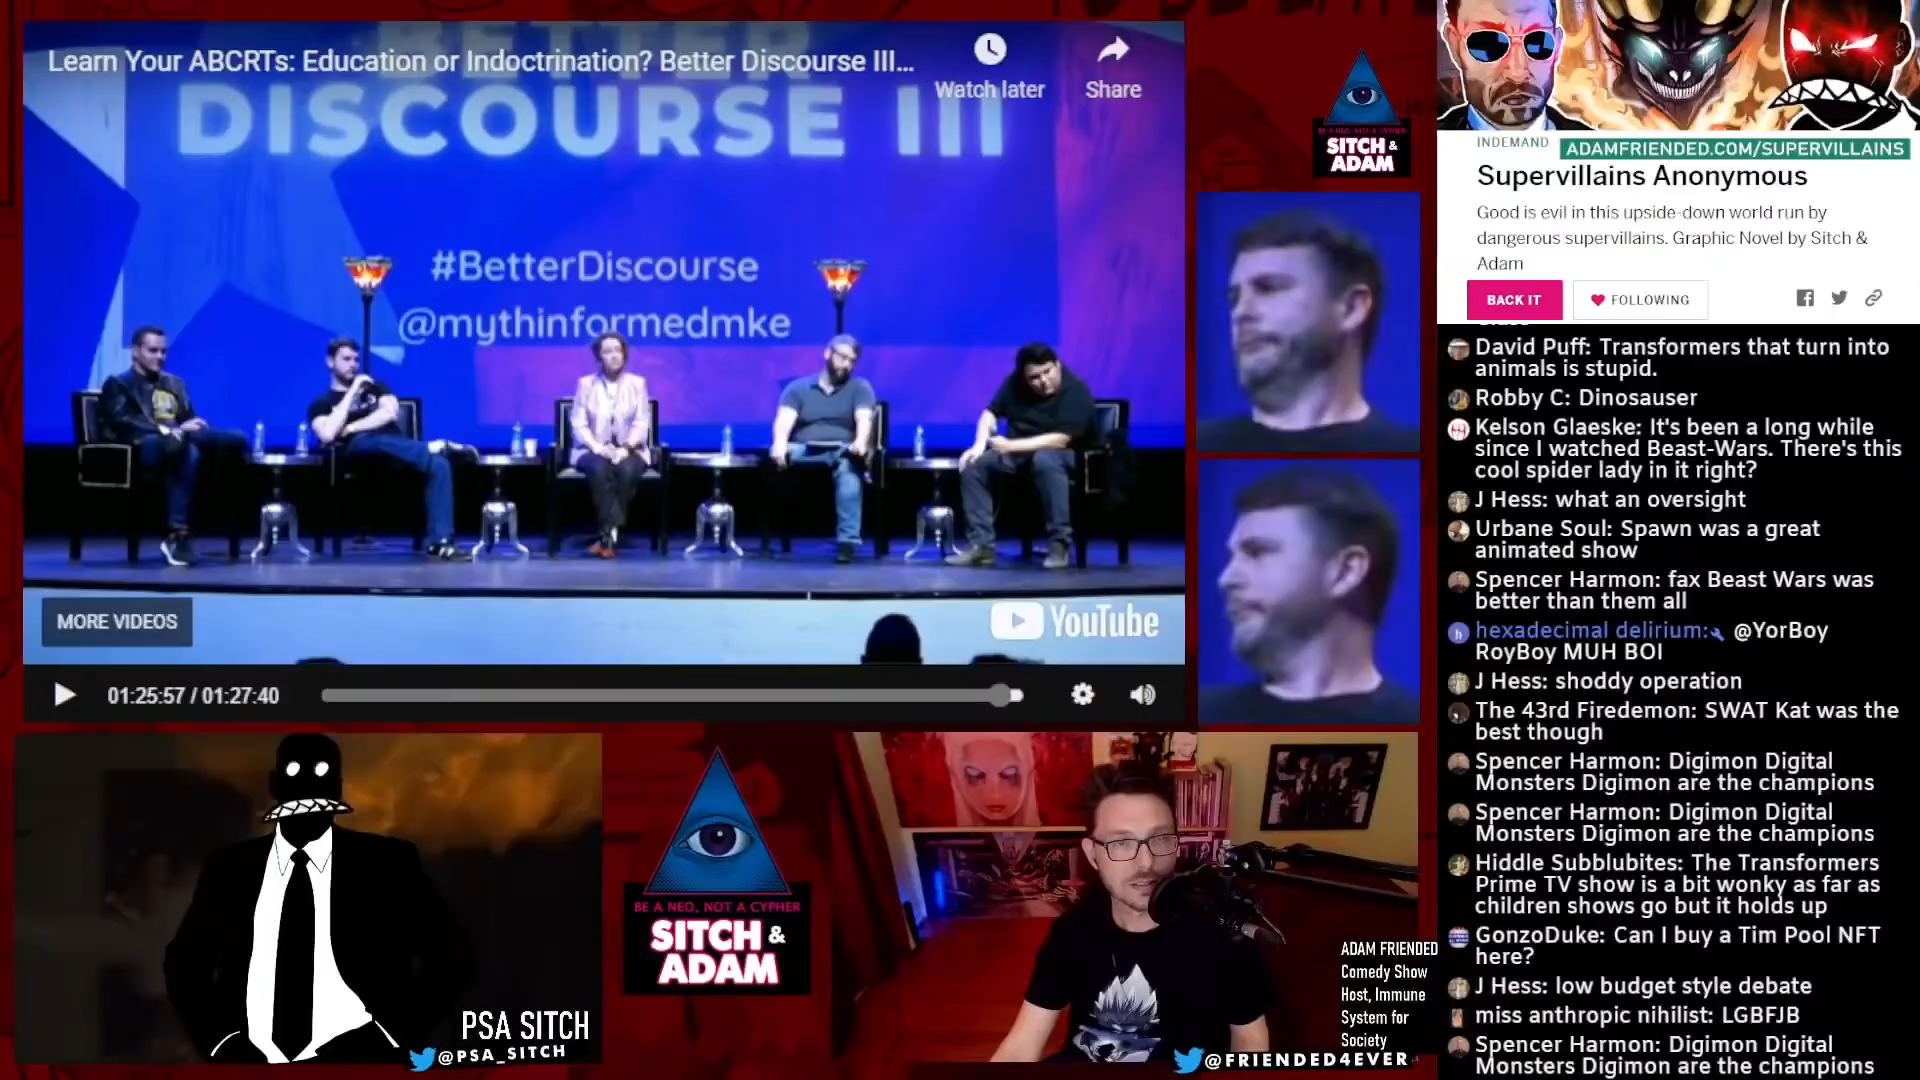 Learn Your ABCRTs: Education or Indoctrination? Better Discourse III...
Watch later
Share
BETTER
DISCOURSE III
#BetterDiscourse
@mythinformedmke
MORE VIDEOS
YouTube
01:25:57 / 01:27:40
BE A NEO, NOT A CYPHER
SITCH &
ADAM
PSA SITCH
@PSA_SITCH
BE A NEO, NOT A CYPHER
SITCH &
ADAM
ADAM FRIENDED
Comedy Show
Host, Immune
System for
Society
@FRIENDED4EVER
INDEMAND
ADAMFRIENDED.COM/SUPERVILLAINS
Supervillains Anonymous
Good is evil in this upside-down world run by
dangerous supervillains. Graphic Novel by Sitch &
Adam
BACK IT
FOLLOWING
David Puff: Transformers that turn into
animals is stupid.
Robby C: Dinosauser
Kelson Glaeske: It's been a long while
since I watched Beast-Wars. There's this
cool spider lady in it right?
J Hess: what an oversight
Urbane Soul: Spawn was a great
animated show
Spencer Harmon: fax Beast Wars was
better than them all
hexadecimal delirium: @YorBoy
RoyBoy MUH BOI
J Hess: shoddy operation
The 43rd Firedemon: SWAT Kat was the
best though
Spencer Harmon: Digimon Digital
Monsters Digimon are the champions
Spencer Harmon: Digimon Digital
Monsters Digimon are the champions
Hiddle Subblubites: The Transformers
Prime TV show is a bit wonky as far as
children shows go but it holds up
GonzoDuke: Can I buy a Tim Pool NFT
here?
J Hess: low budget style debate
miss anthropic nihilist: LGBFJB
Spencer Harmon: Digimon Digital
Monsters Digimon are the champions